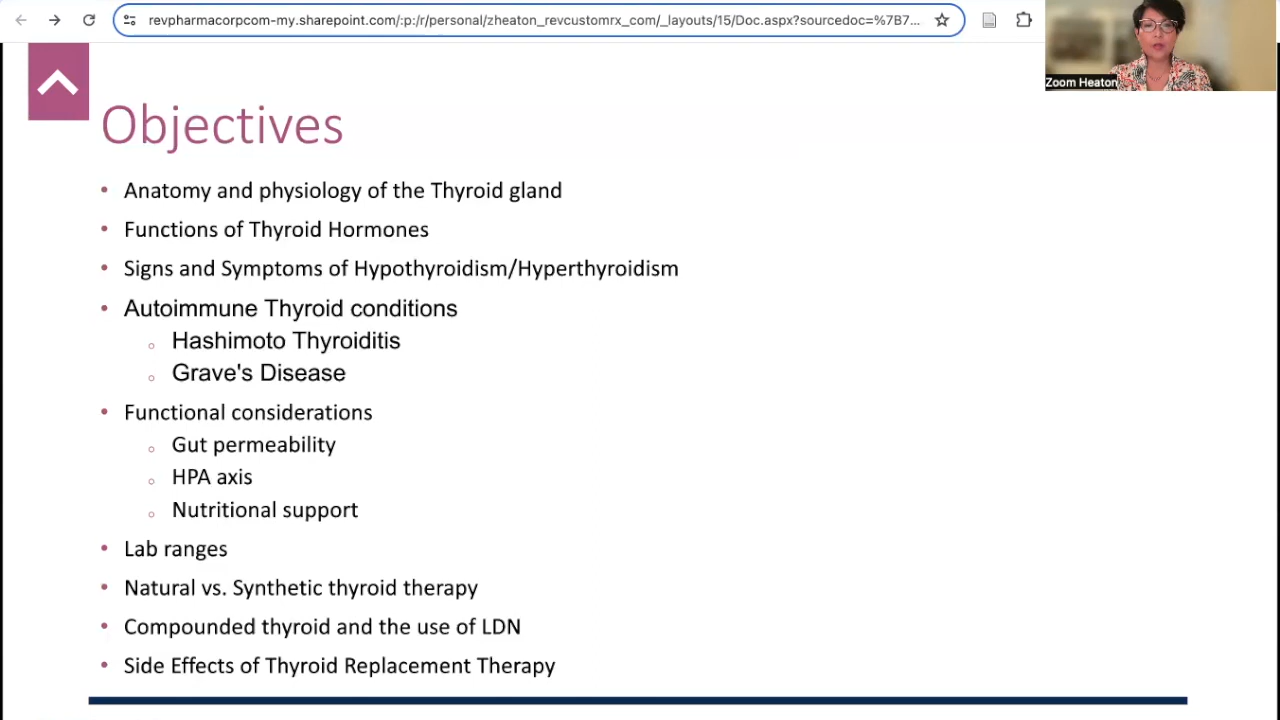 revpharmacorpcom-my.sharepoint.com/:p:/r/personal/zheaton_revcustomrx_com/_layouts/15/Doc.aspx?sourcedoc=%7B7...
Zoom Heaton
Objectives
• Anatomy and physiology of the Thyroid gland
• Functions of Thyroid Hormones
• Signs and Symptoms of Hypothyroidism/Hyperthyroidism
• Autoimmune Thyroid conditions
○ Hashimoto Thyroiditis
○ Grave's Disease
• Functional considerations
○ Gut permeability
○ HPA axis
○ Nutritional support
• Lab ranges
• Natural vs. Synthetic thyroid therapy
• Compounded thyroid and the use of LDN
• Side Effects of Thyroid Replacement Therapy